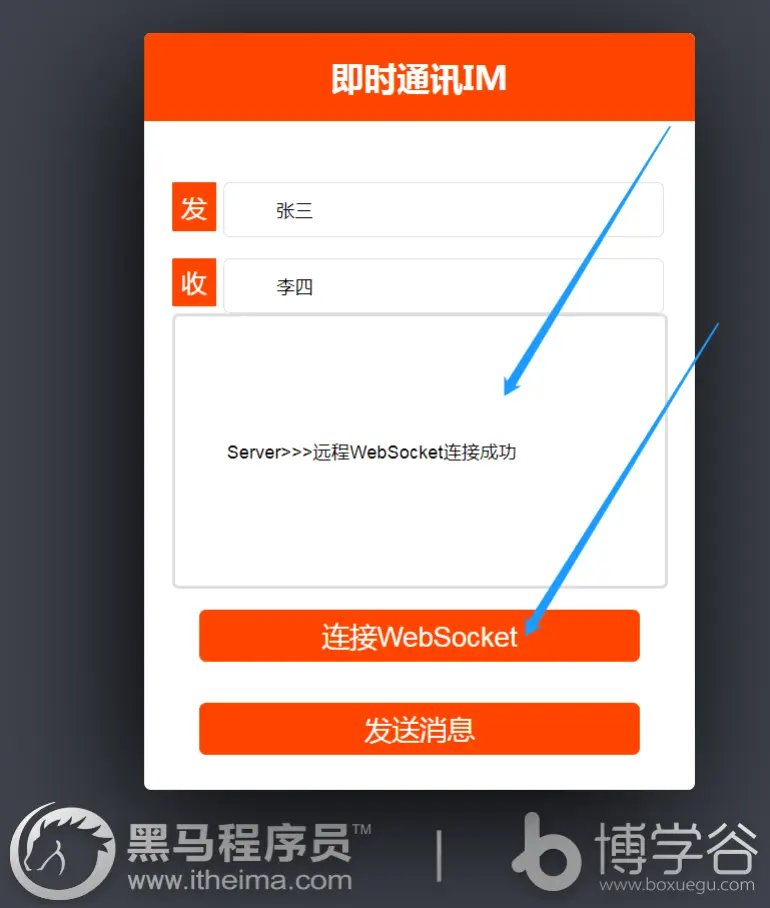 即时通讯IM
发
张三
收
李四
Server>>>远程WebSocket连接成功
连接WebSocket
发送消息
黑马程序员™
www.itheima.com
博学谷
www.boxuegu.com